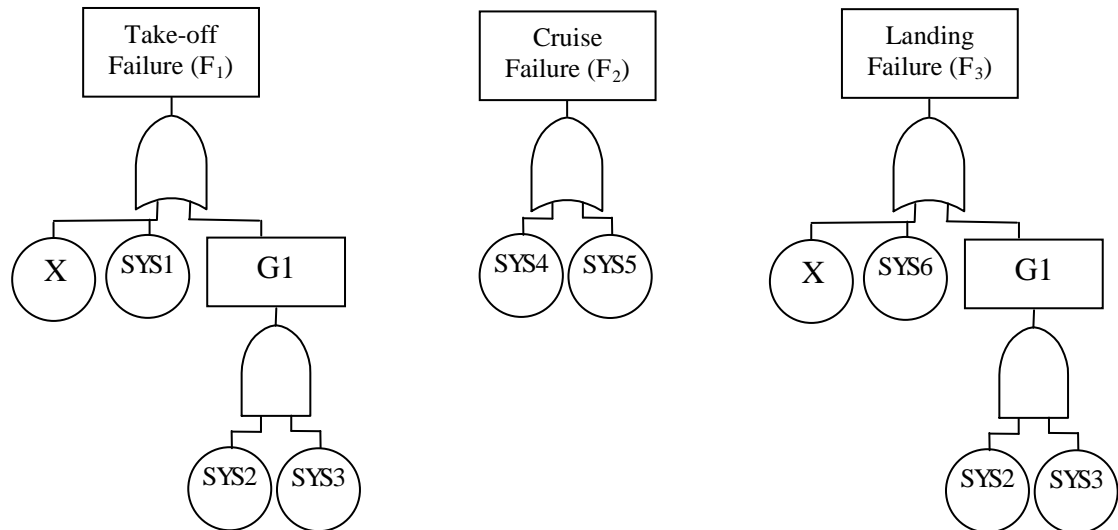 Take-off
Failure (F₁)
X
SYS1
G1
SYS2
SYS3
Cruise
Failure (F₂)
SYS4
SYS5
Landing
Failure (F₃)
X
SYS6
G1
SYS2
SYS3